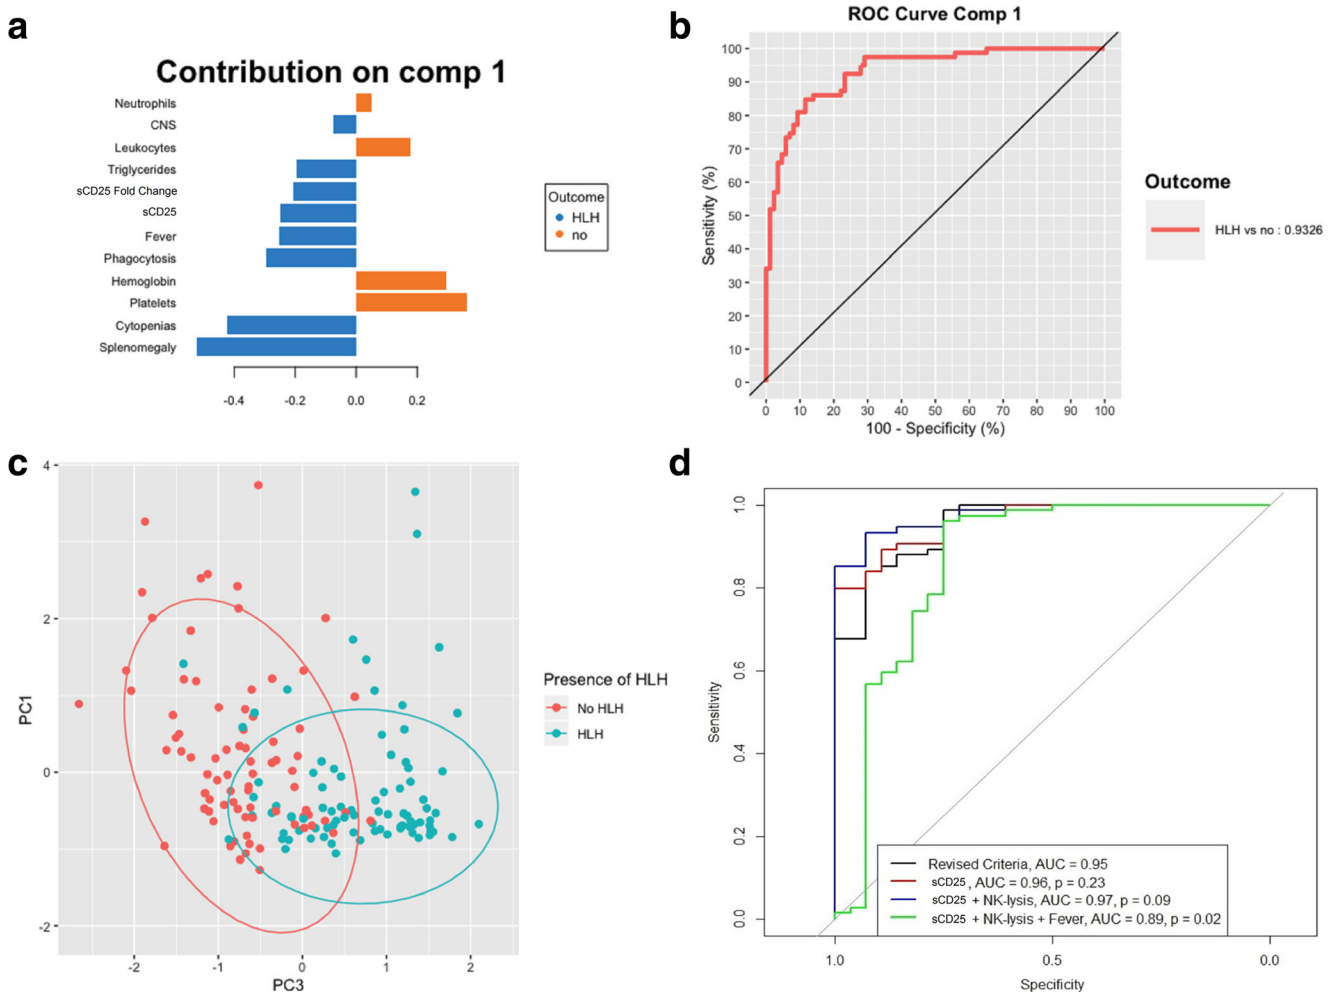 a
Contribution on comp 1
Neutrophils
CNS
Leukocytes
Triglycerides
sCD25 Fold Change
sCD25
Fever
Phagocytosis
Hemoglobin
Platelets
Cytopenias
Splenomegaly
-0.4 -0.2 0.0 0.2
Outcome
HLH
no
b
ROC Curve Comp 1
100
90
80
70
60
50
40
30
20
10
0
Sensitivity (%)
0 10 20 30 40 50 60 70 80 90 100
100 - Specificity (%)
Outcome
HLH vs no : 0.9326
c
4
2
0
-2
PC1
-2 -1 0 1 2
PC3
Presence of HLH
No HLH
HLH
d
1.0
0.8
0.6
0.4
0.2
0.0
Sensitivity
Revised Criteria, AUC = 0.95
sCD25 , AUC = 0.96, p = 0.23
sCD25 + NK-lysis, AUC = 0.97, p = 0.09
sCD25 + NK-lysis + Fever, AUC = 0.89, p = 0.02
1.0 0.5 0.0
Specificity